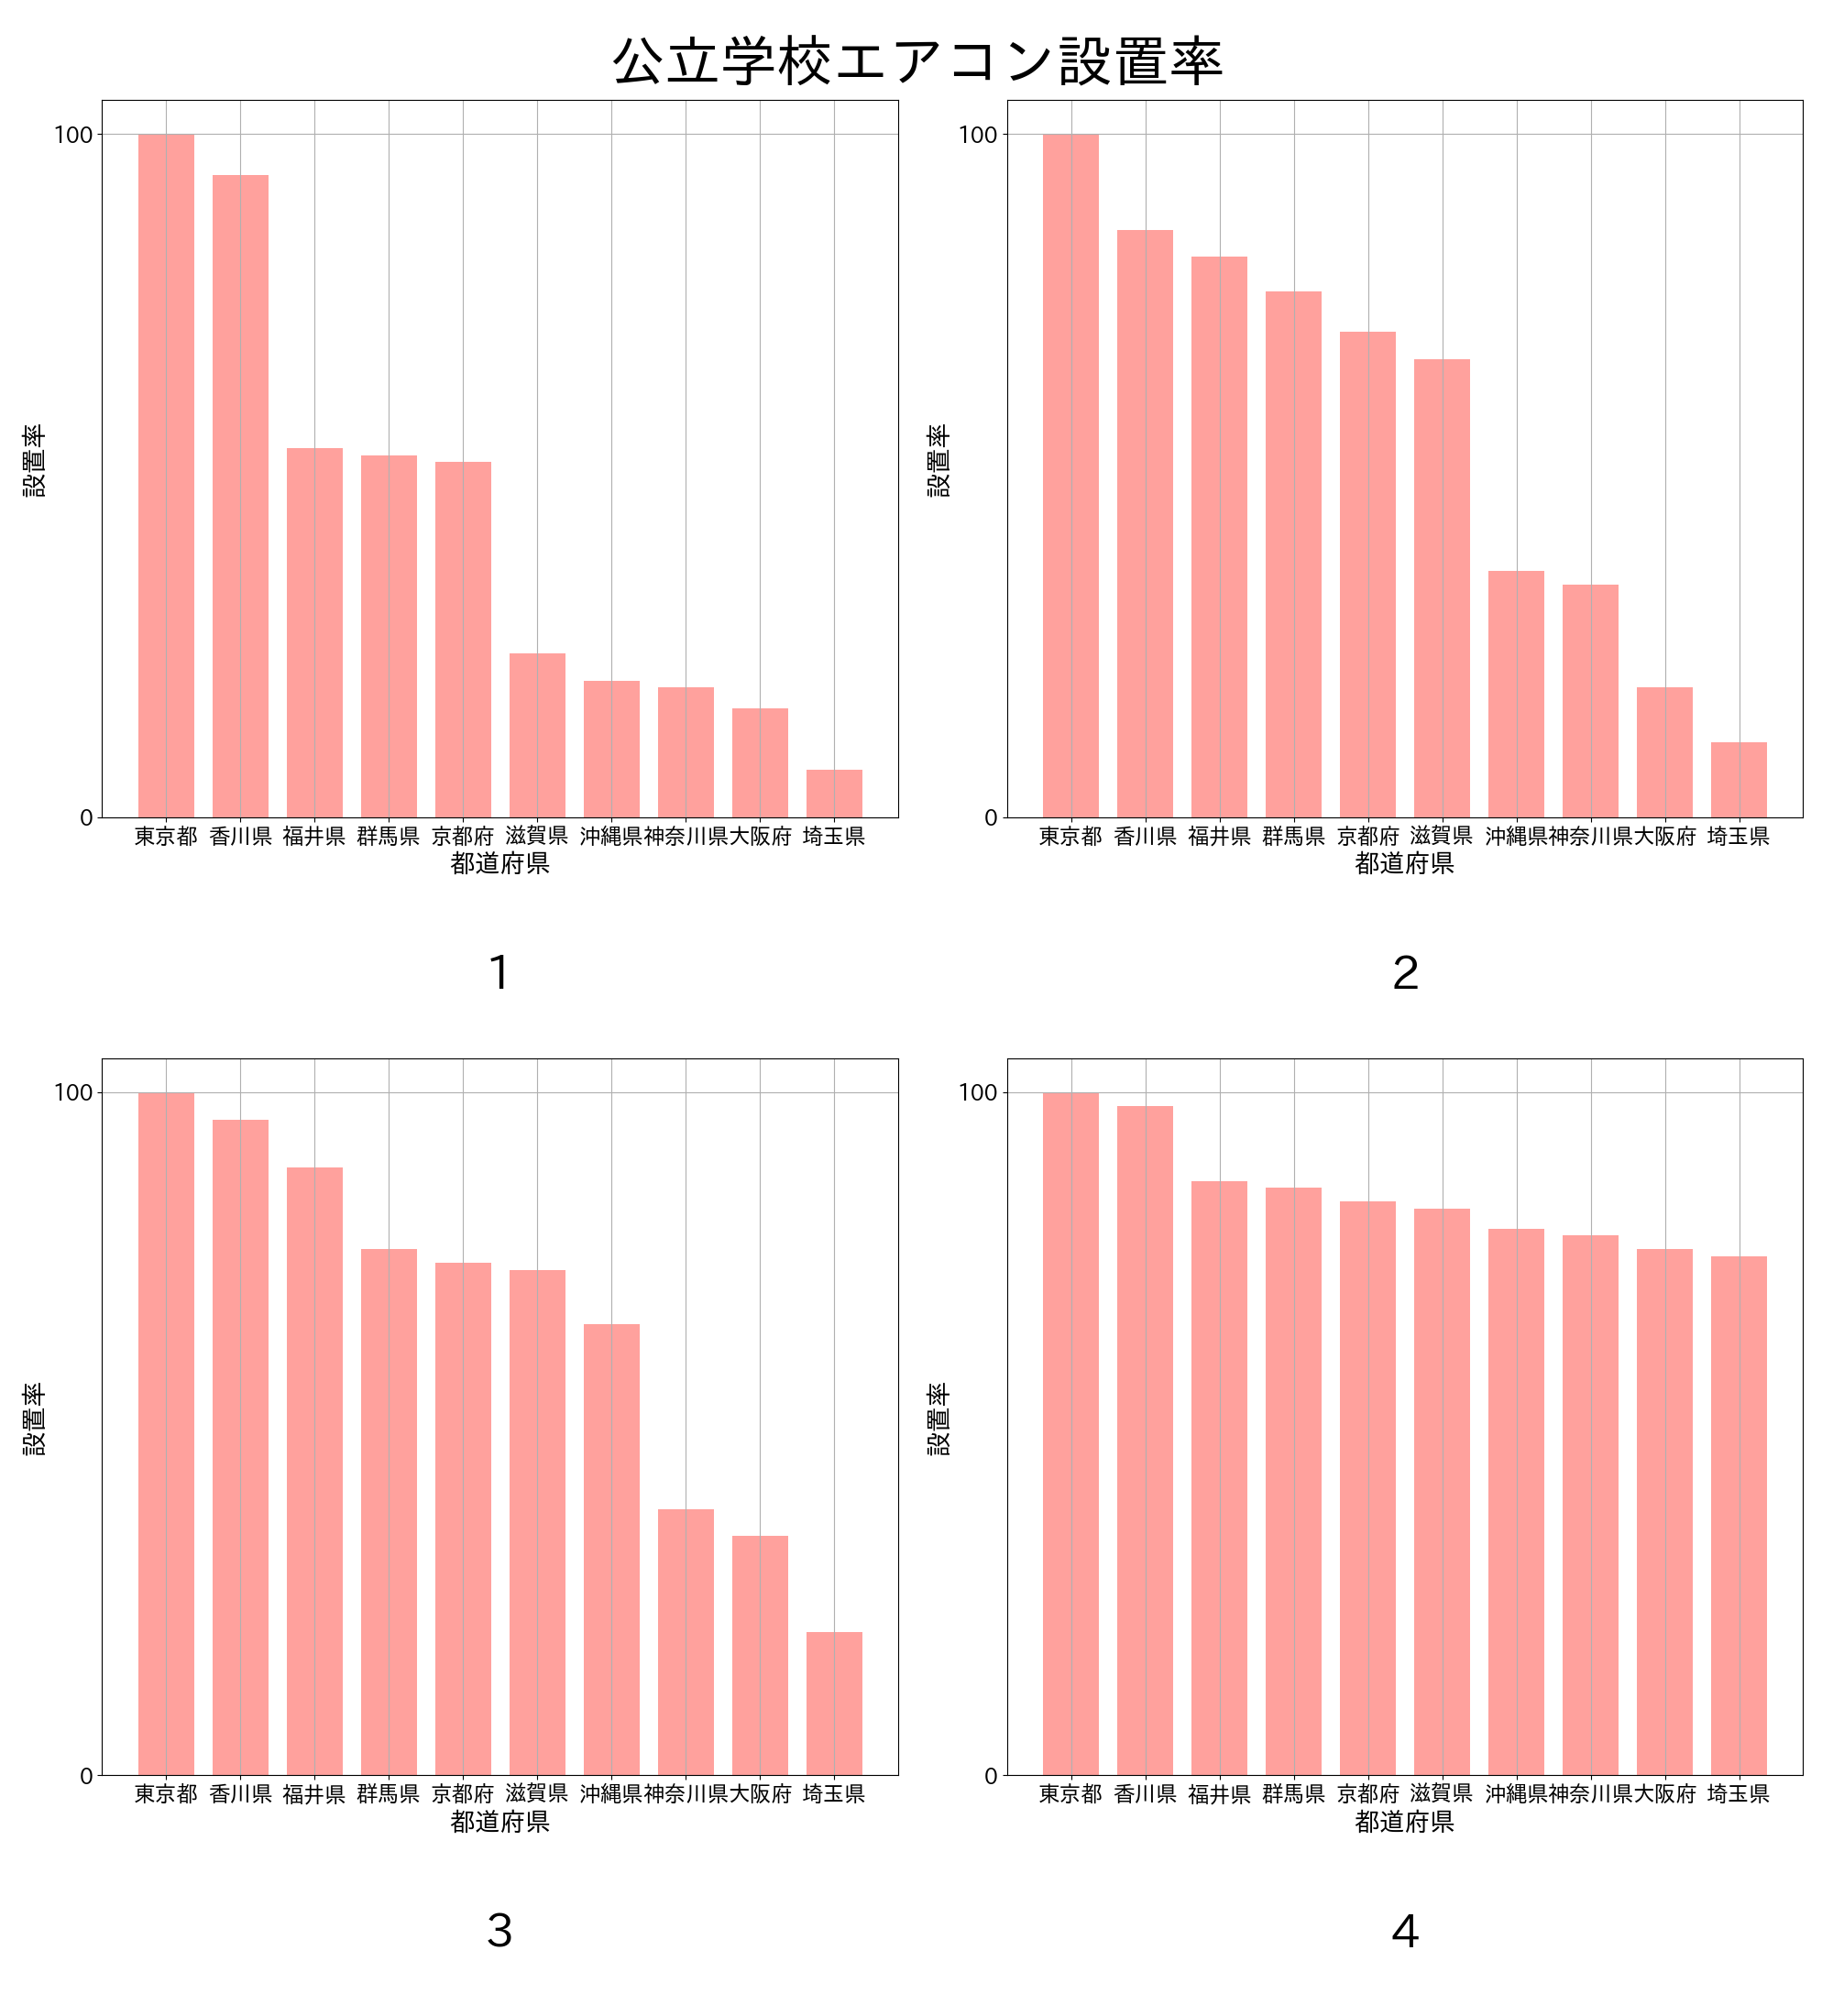 公立学校エアコン設置率
100
0
設置率
東京都 香川県 福井県 群馬県 京都府 滋賀県 沖縄県 神奈川県 大阪府 埼玉県
都道府県
1
100
0
設置率
東京都 香川県 福井県 群馬県 京都府 滋賀県 沖縄県 神奈川県 大阪府 埼玉県
都道府県
2
100
0
設置率
東京都 香川県 福井県 群馬県 京都府 滋賀県 沖縄県 神奈川県 大阪府 埼玉県
都道府県
3
100
0
設置率
東京都 香川県 福井県 群馬県 京都府 滋賀県 沖縄県 神奈川県 大阪府 埼玉県
都道府県
4